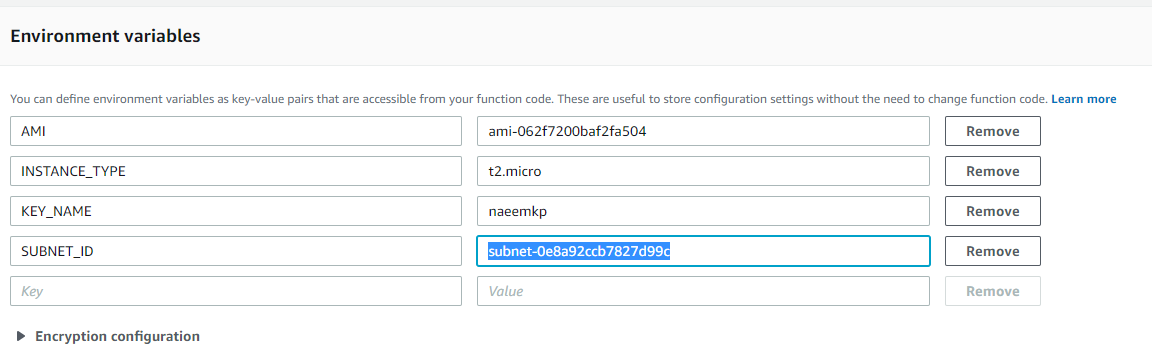 Environment variables
You can define environment variables as key-value pairs that are accessible from your function code. These are useful to store configuration settings without the need to change function code. Learn more
AMI ami-062f7200baf2fa504 Remove
INSTANCE_TYPE t2.micro Remove
KEY_NAME naeemkp Remove
SUBNET_ID subnet-0e8a92ccb7827d99c Remove
Key Value Remove
Encryption configuration